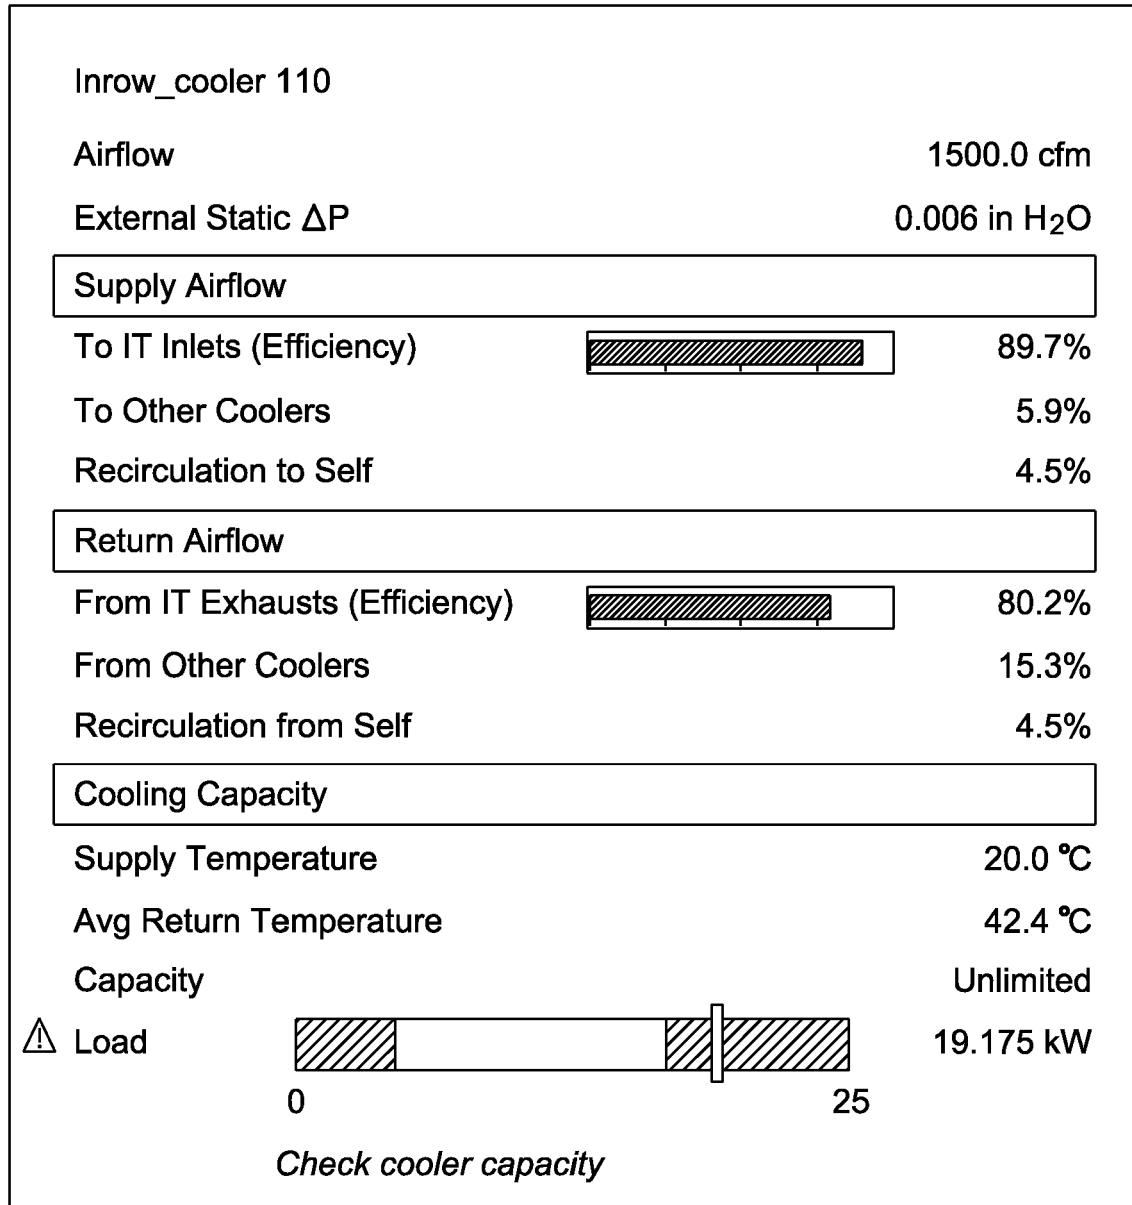 Inrow_cooler 110
Airflow 1500.0 cfm
External Static ΔP 0.006 in H₂O
Supply Airflow
To IT Inlets (Efficiency) 89.7%
To Other Coolers 5.9%
Recirculation to Self 4.5%
Return Airflow
From IT Exhausts (Efficiency) 80.2%
From Other Coolers 15.3%
Recirculation from Self 4.5%
Cooling Capacity
Supply Temperature 20.0 °C
Avg Return Temperature 42.4 °C
Capacity Unlimited
Load 19.175 kW
0 25
Check cooler capacity